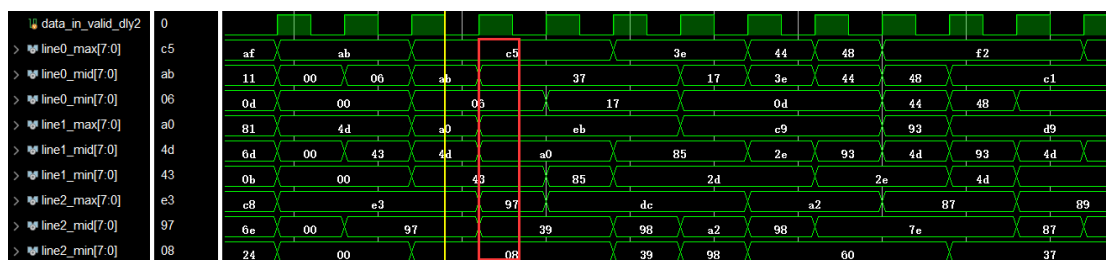 data_in_valid_dly2 0
line0_max[7:0] c5 af ab c5 3e 44 48 f2
line0_mid[7:0] ab 11 00 06 ab 37 17 3e 44 48 c1
line0_min[7:0] 06 0d 00 06 17 0d 44 48
line1_max[7:0] a0 81 4d a0 eb c9 93 d9
line1_mid[7:0] 4d 6d 00 43 4d a0 85 2e 93 4d 93 4d
line1_min[7:0] 43 0b 00 43 85 2d 2e 4d
line2_max[7:0] e3 c8 e3 97 dc a2 87 89
line2_mid[7:0] 97 6e 00 97 39 98 a2 98 7e 87
line2_min[7:0] 08 24 00 08 39 98 60 37